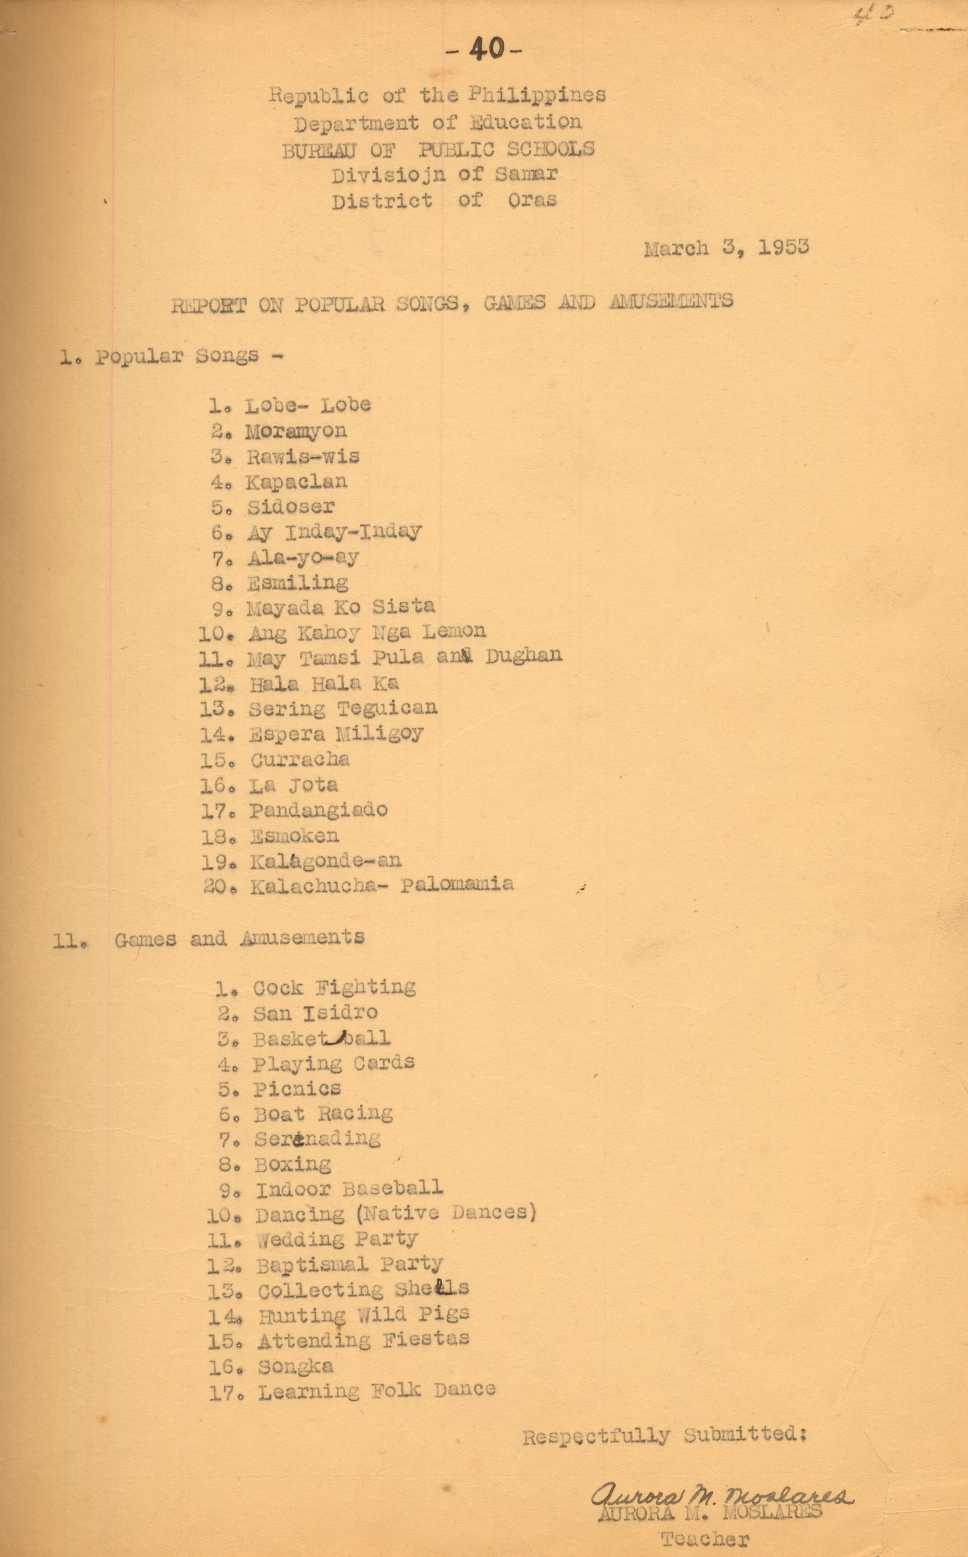 40
- 40 -
Republic of the Philippines
Department of Education
BUREAU OF PUBLIC SCHOOLS
Divisiojn of Samar
District of Oras
March 3, 1953
REPORT ON POPULAR SONGS, GAMES AND AMUSEMENTS
1. Popular Songs -
1. Lobe- Lobe
2. Moramyon
3. Rawis-wis
4. Kapaclan
5. Sidoser
6. Ay Inday-Inday
7. Ala-yo-ay
8. Esmiling
9. Mayada Ko Sista
10. Ang Kahoy Nga Lemon
11. May Tamsi Pula and Dughan
12. Hala Hala Ka
13. Sering Teguican
14. Espera Miligoy
15. Curracha
16. La Jota
17. Pandangiado
18. Esmoken
19. Kalagonde-an
20. Kalachucha- Palomamia
11. Games and Amusements
1. Cock Fighting
2. San Isidro
3. Basket ball
4. Playing Cards
5. Picnics
6. Boat Racing
7. Serenading
8. Boxing
9. Indoor Baseball
10. Dancing (Native Dances)
11. Wedding Party
12. Baptismal Party
13. Collecting Shells
14. Hunting Wild Pigs
15. Attending Fiestas
16. Songka
17. Learning Folk Dance
Respectfully Submitted:
Aurora M. Moslares
AURORA M. MOSLARES
Teacher